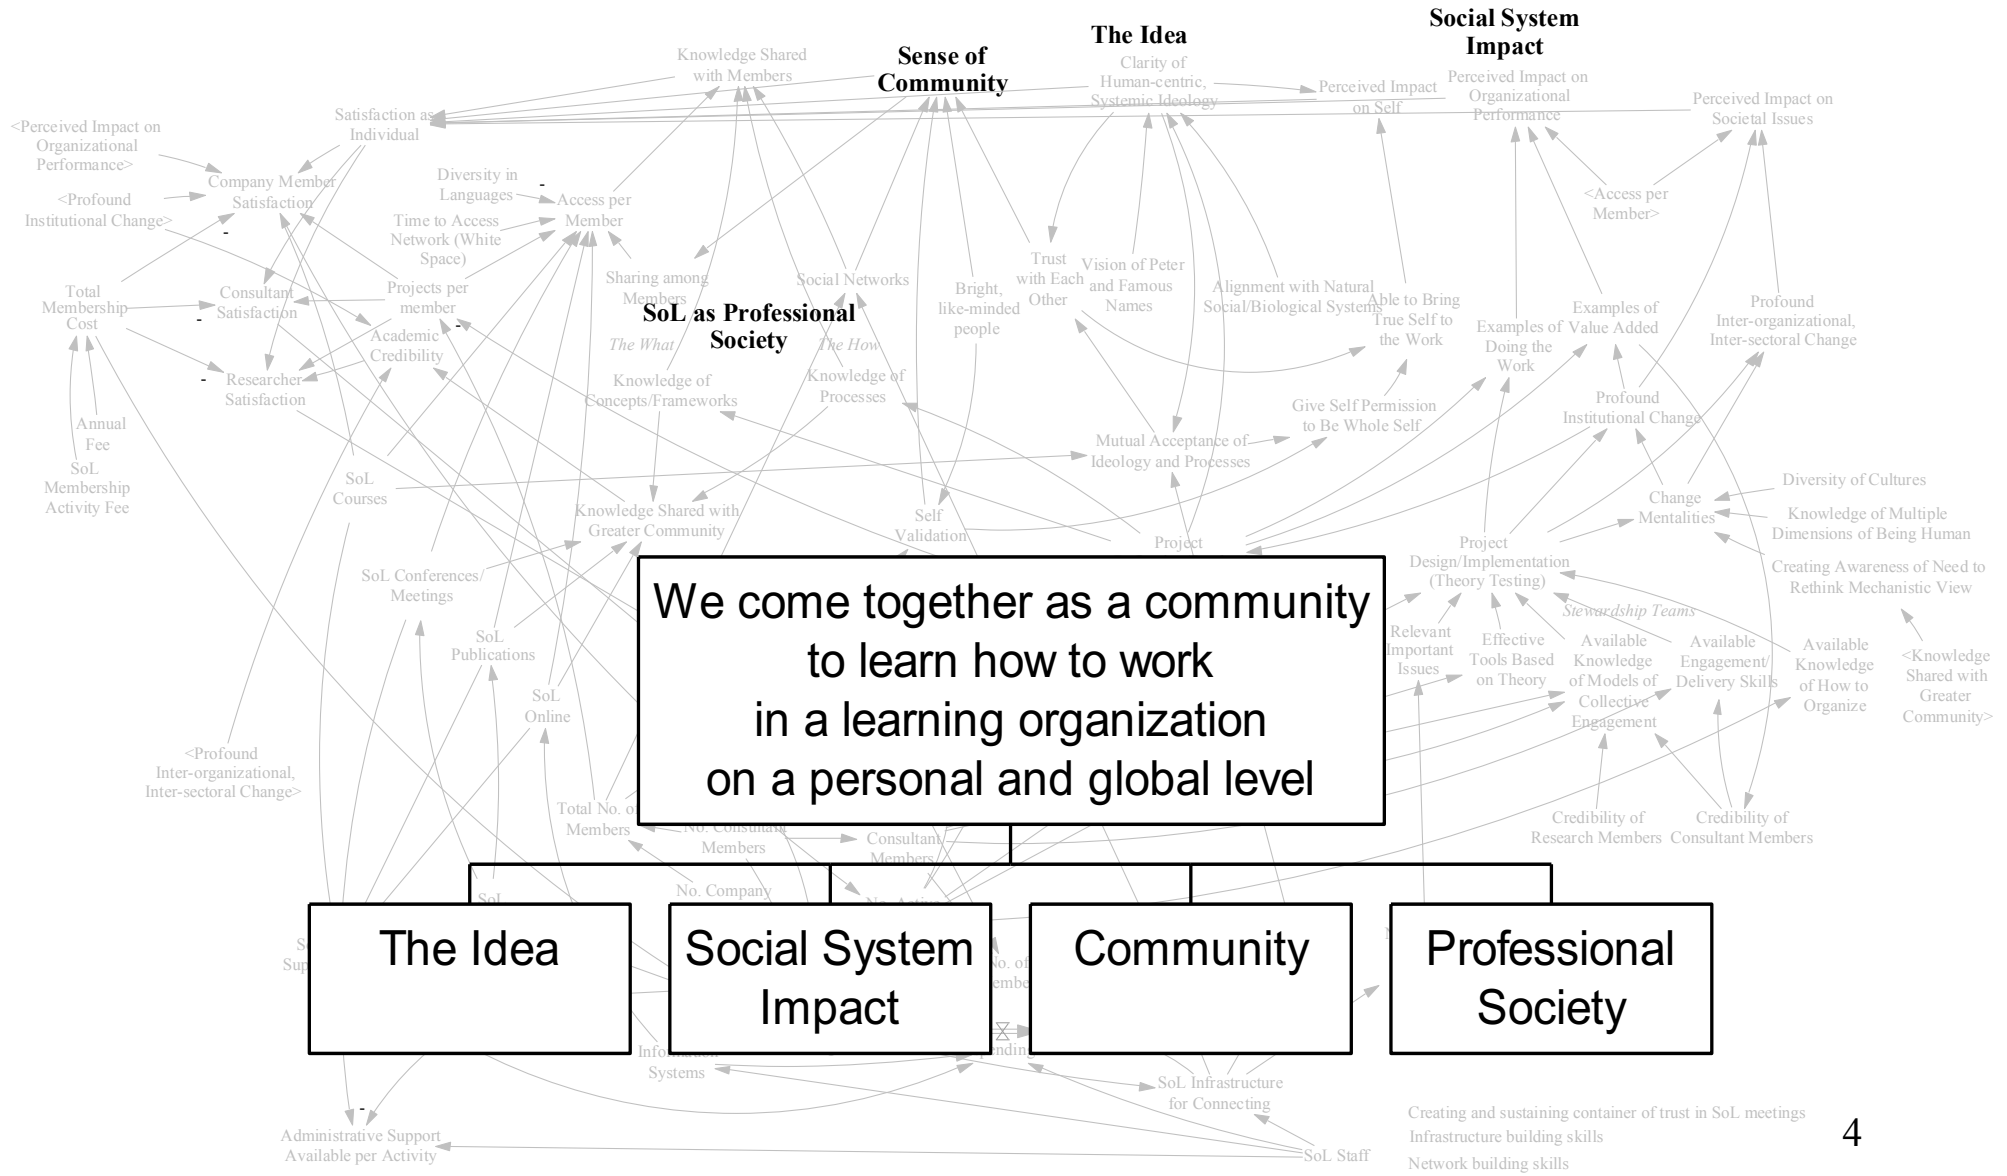 Social System
Impact
The Idea
Sense of
Community
Knowledge Shared
with Members
Clarity of
Human-centric,
Systemic Ideology
Perceived Impact
on Self
Perceived Impact on
Organizational
Performance
Perceived Impact on
Societal Issues
Satisfaction as
Individual
<Perceived Impact on
Organizational
Performance>
Company Member
Satisfaction
<Profound
Institutional Change>
Diversity in
Languages
-
Access per
Member
Time to Access
Network (White
Space)
<Access per
Member>
-
Sharing among
Members
Social Networks
Bright,
like-minded
people
Trust
with Each
Other
Vision of Peter
and Famous
Names
Alignment with Natural
Social/Biological Systems
Able to Bring
True Self to
the Work
Examples of
Doing the
Work
Examples of
Value Added
Profound
Inter-organizational,
Inter-sectoral Change
Total
Membership
Cost
Consultant
Satisfaction
-
Projects per
member
-
SoL as Professional
Society
The What
The How
Academic
Credibility
-
Researcher
Satisfaction
-
Knowledge of
Concepts/Frameworks
Knowledge of
Processes
Give Self Permission
to Be Whole Self
Profound
Institutional Change
Annual
Fee
SoL
Membership
Activity Fee
SoL
Courses
Mutual Acceptance of
Ideology and Processes
Knowledge Shared with
Greater Community
Self
Validation
Project
Change
Mentalities
Diversity of Cultures
Knowledge of Multiple
Dimensions of Being Human
Creating Awareness of Need to
Rethink Mechanistic View
Project
Design/Implementation
(Theory Testing)
Stewardship Teams
SoL Conferences/
Meetings
SoL
Publications
SoL
Online
We come together as a community
to learn how to work
in a learning organization
on a personal and global level
Relevant
Important
Issues
Effective
Tools Based
on Theory
Available
Knowledge
of Models of
Collective
Engagement
Available
Engagement/
Delivery Skills
Available
Knowledge
of How to
Organize
<Knowledge
Shared with
Greater
Community>
<Profound
Inter-organizational,
Inter-sectoral Change>
Total No. of
Members
No. Consultant
Members
Consultant
Members
Credibility of
Research Members
Credibility of
Consultant Members
No. Company
No. Active
SoL
The Idea
Social System
Impact
No. of
Community
Professional
Society
Information
Systems
SoL Infrastructure
for Connecting
-
Administrative Support
Available per Activity
SoL Staff
Creating and sustaining container of trust in SoL meetings
Infrastructure building skills
Network building skills
4